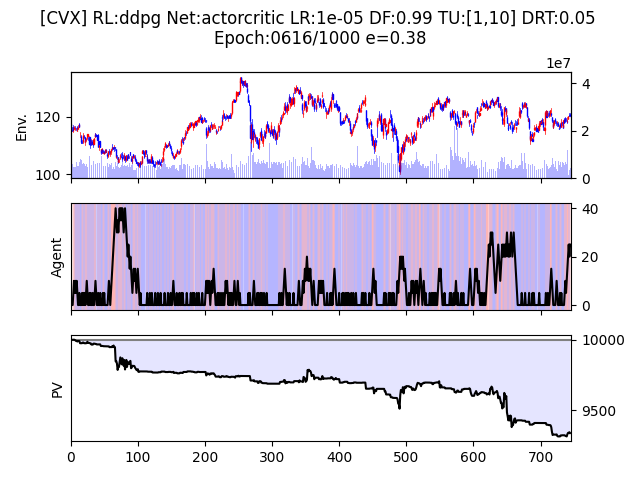 [CVX] RL:ddpg Net:actorcritic LR:1e-05 DF:0.99 TU:[1,10] DRT:0.05
Epoch:0616/1000 e=0.38
1e7
Env.
120
100
4
2
0
Agent
40
20
0
PV
10000
9500
0 100 200 300 400 500 600 700